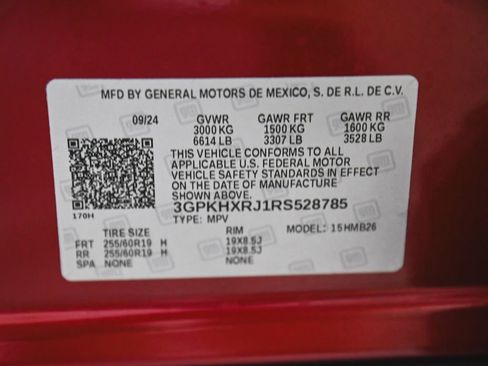 MFD BY GENERAL MOTORS DE MEXICO, S. DE R.L. DE C.V.
09/24 GVWR GAWR FRT GAWR RR
3000 KG 1500 KG 1600 KG
6614 LB 3307 LB 3528 LB
THIS VEHICLE CONFORMS TO ALL
APPLICABLE U.S. FEDERAL MOTOR
VEHICLE SAFETY STANDARDS IN EFFECT
ON THE DATE OF MANUFACTURE
SHOWN ABOVE.
3GPKHXRJ1RS528785
170H TYPE: MPV MODEL: 15HMB26
TIRE SIZE RIM
FRT 255/60R19 H 19X8.5J
RR 255/60R19 H 19X8.5J
SPA NONE NONE